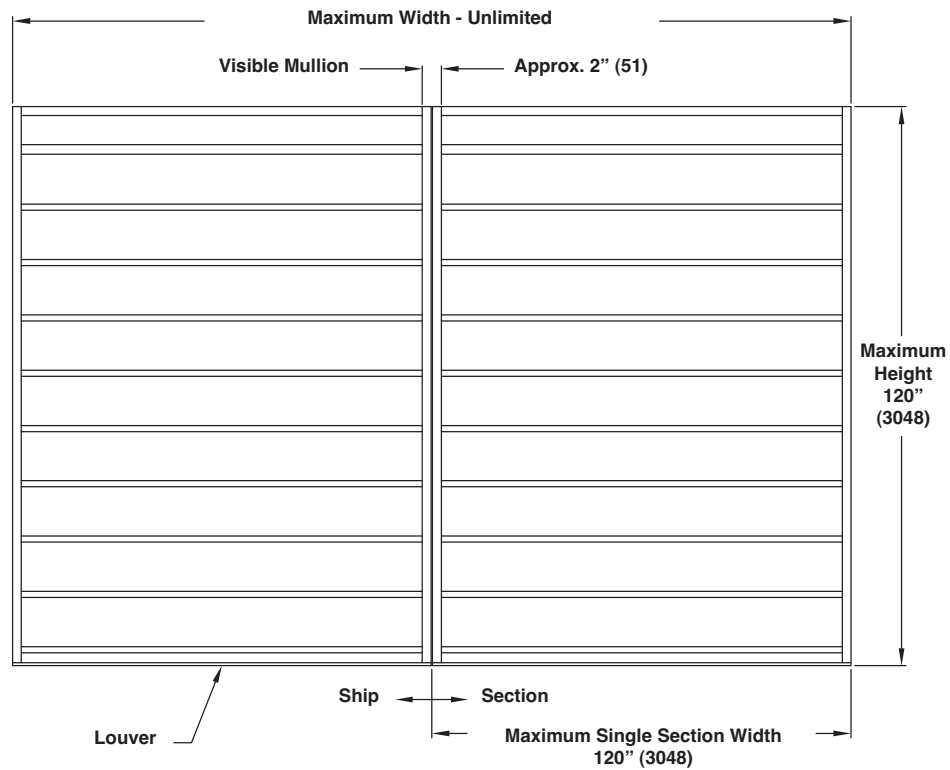 Maximum Width - Unlimited
Visible Mullion
Approx. 2” (51)
Maximum
Height
120”
(3048)
Ship
Section
Louver
Maximum Single Section Width
120” (3048)